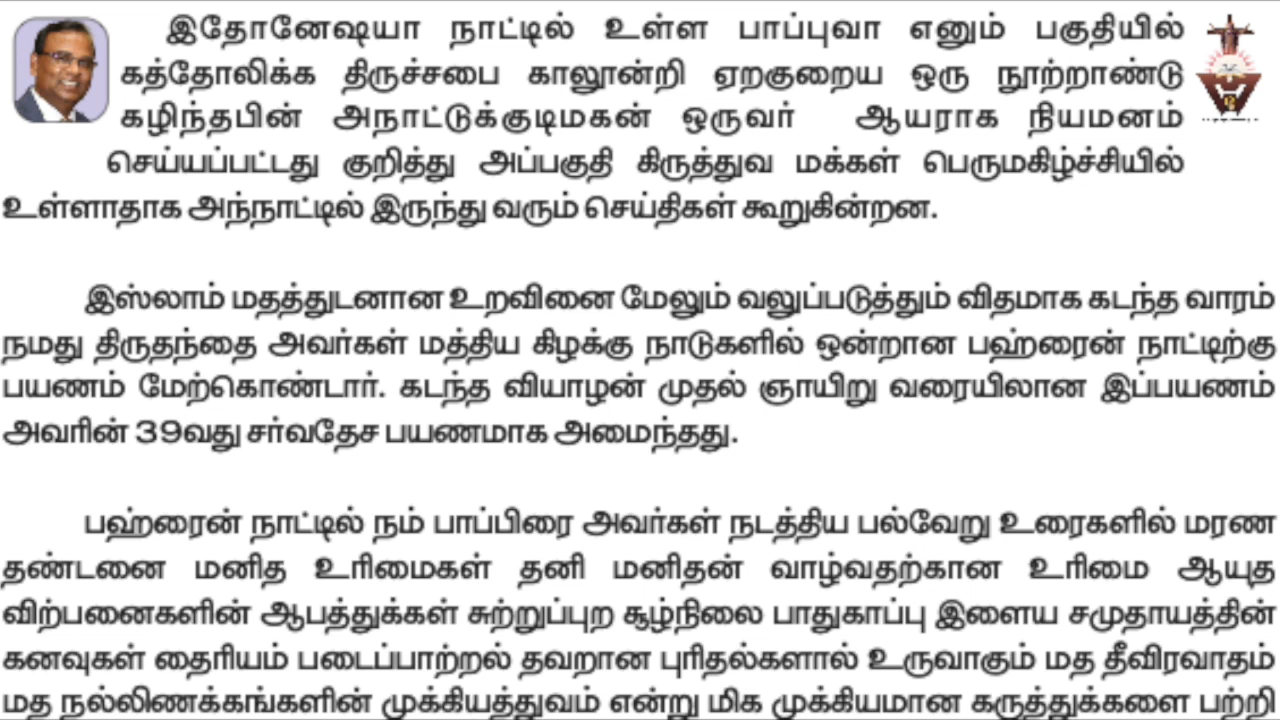 இதோனேஷயா நாட்டில் உள்ள பாப்புவா எனும் பகுதியில்
கத்தோலிக்க திருச்சபை காலூன்றி ஏறகுறைய ஒரு நூற்றாண்டு
கழிந்தபின் அநாட்டுக்குடிமகன் ஒருவர் ஆயராக நியமனம்
செய்யப்பட்டது குறித்து அப்பகுதி கிருத்துவ மக்கள் பெருமகிழ்ச்சியில்
உள்ளாதாக அந்நாட்டில் இருந்து வரும் செய்திகள் கூறுகின்றன.
இஸ்லாம் மதத்துடனான உறவினை மேலும் வலுப்படுத்தும் விதமாக கடந்த வாரம்
நமது திருதந்தை அவர்கள் மத்திய கிழக்கு நாடுகளில் ஒன்றான பஹ்ரைன் நாட்டிற்கு
பயணம் மேற்கொண்டார். கடந்த வியாழன் முதல் ஞாயிறு வரையிலான இப்பயணம்
அவரின் 39வது சர்வதேச பயணமாக அமைந்தது.
பஹ்ரைன் நாட்டில் நம் பாப்பிரை அவர்கள் நடத்திய பல்வேறு உரைகளில் மரண
தண்டனை மனித உரிமைகள் தனி மனிதன் வாழ்வதற்கான உரிமை ஆயுத
விற்பனைகளின் ஆபத்துக்கள் சுற்றுப்புற சூழ்நிலை பாதுகாப்பு இளைய சமுதாயத்தின்
கனவுகள் தைரியம் படைப்பாற்றல் தவறான புரிதல்களால் உருவாகும் மத தீவிரவாதம்
மத நல்லிணக்கங்களின் முக்கியத்துவம் என்று மிக முக்கியமான கருத்துக்களை பற்றி